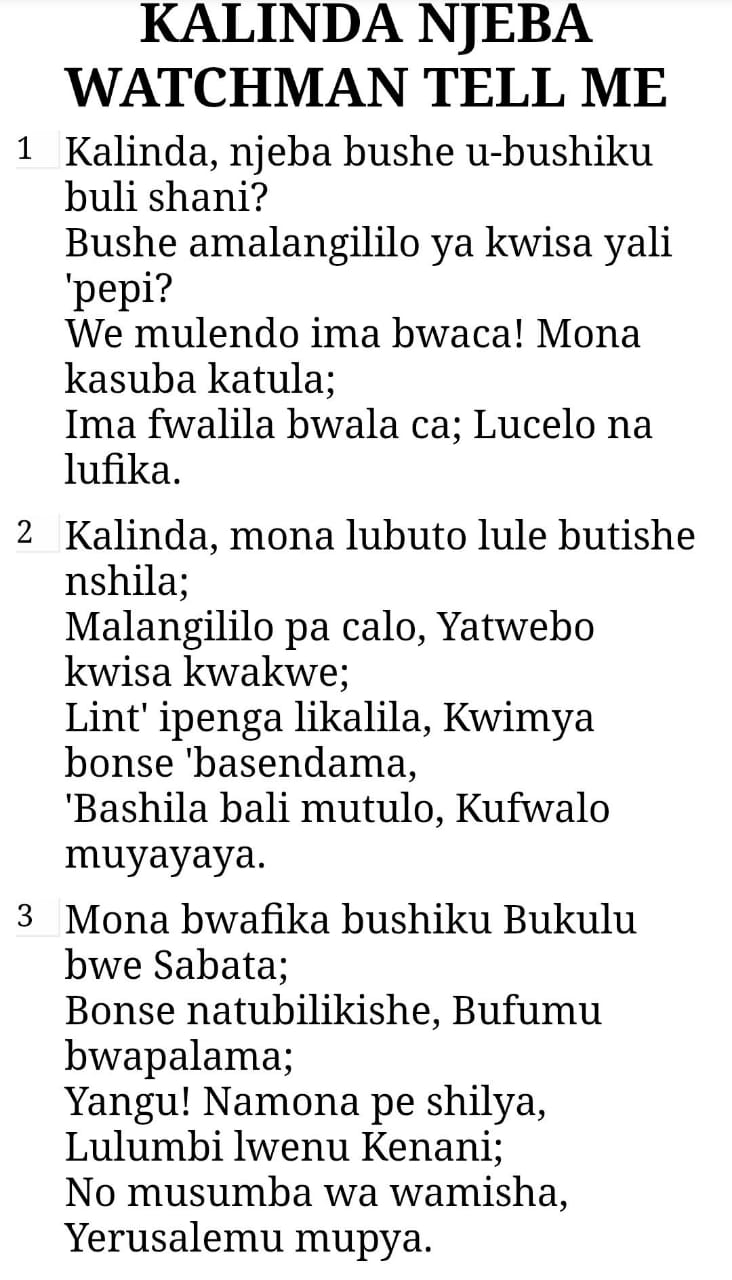 KALINDA NJEBA
WATCHMAN TELL ME
1 Kalinda, njeba bushe u-bushiku
buli shani?
Bushe amalangililo ya kwisa yali
'pepi?
We mulendo ima bwaca! Mona
kasuba katula;
Ima fwalila bwala ca; Lucelo na
lufika.
2 Kalinda, mona lubuto lule butishe
nshila;
Malangililo pa calo, Yatwebo
kwisa kwakwe;
Lint' ipenga likalila, Kwimya
bonse 'basendama,
'Bashila bali mutulo, Kufwalo
muyayaya.
3 Mona bwafika bushiku Bukulu
bwe Sabata;
Bonse natubilikishe, Bufumu
bwapalama;
Yangu! Namona pe shilya,
Lulumbi lwenu Kenani;
No musumba wa wamisha,
Yerusalemu mupya.